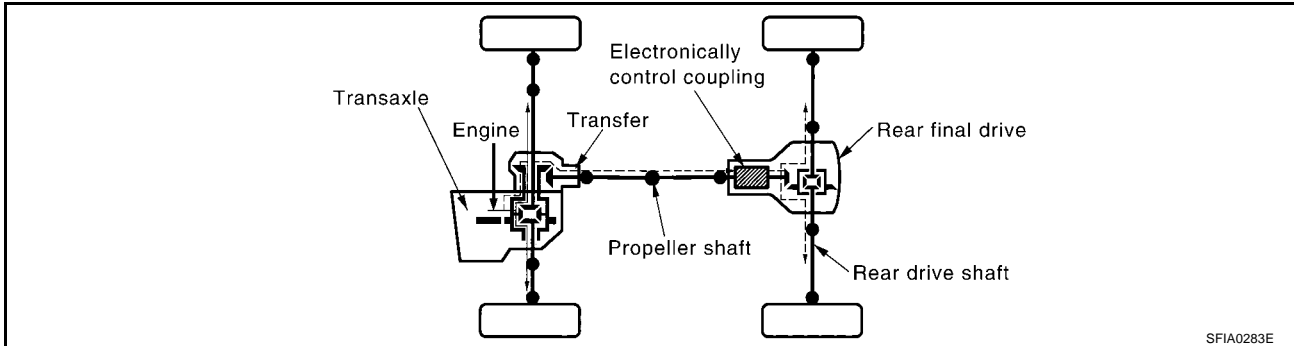 Electronically
control coupling
Transaxle
Engine
Transfer
Rear final drive
Propeller shaft
Rear drive shaft
SFIA0283E